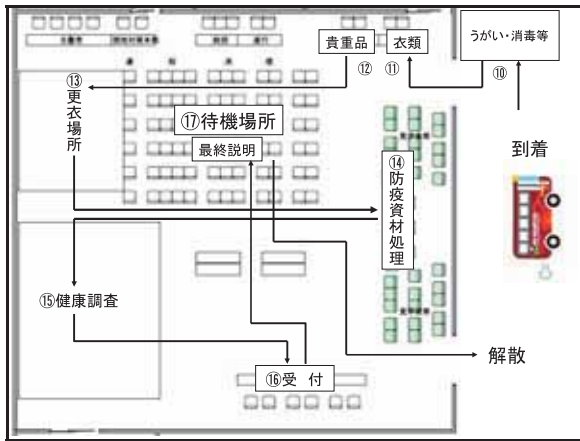 うがい・消毒等
⑩
貴重品
衣類
⑫
⑪
⑬
更衣場所
⑰待機場所
最終説明
到着
⑭防疫資材処理
⑮健康調査
解散
⑯受 付